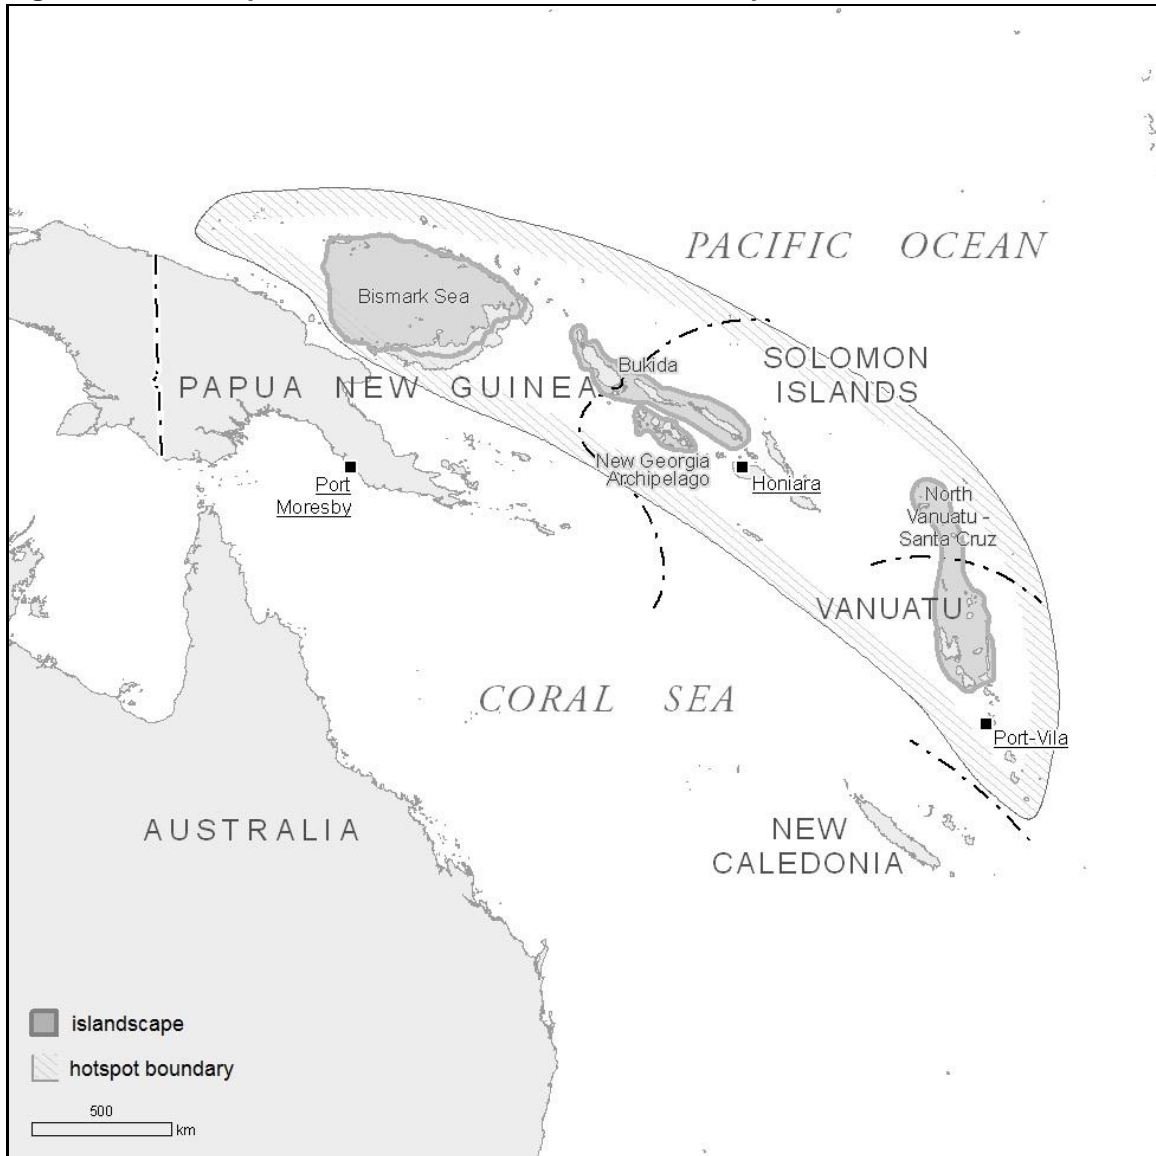 PACIFIC OCEAN
Bismark Sea
Bukida
SOLOMON
ISLANDS
PAPUA NEW GUINEA
New Georgia
Archipelago
Honiara
Port
Moresby
North
Vanuatu -
Santa Cruz
VANUATU
CORAL SEA
Port-Vila
AUSTRALIA
NEW
CALEDONIA
islandscape
hotspot boundary
500
km